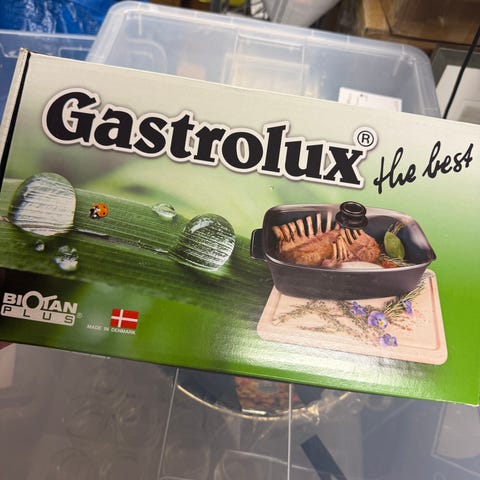 Gastrolux®
the best
BIOTAN
PLUS®
MADE IN DENMARK